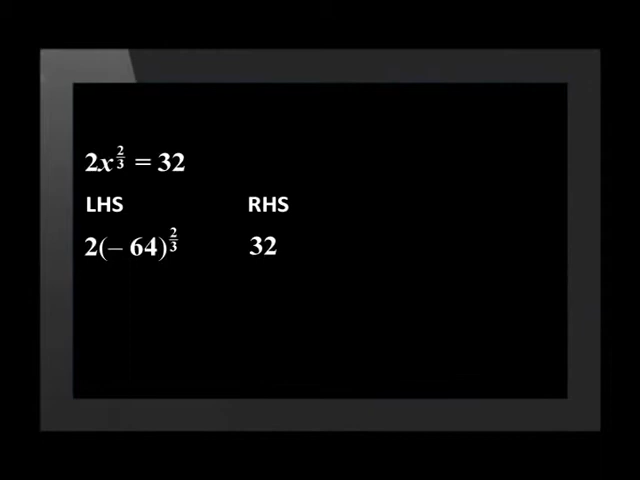 2x^{2/3} = 32
LHS RHS
2(– 64)^{2/3} 32